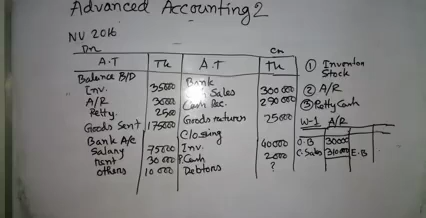 Advanced Accounting 2
NU 2016
Dr Cr
A.T Tk A.T Tk
Balance B/D Bank
Inv. 35000 Sales 300000
A/R 30000 Cash Rec. 290000
Petty. 2500
Goods Sent 175000 Goods return 25000
Bank A/c Closing
Salary 75000 Inv. 40000
Rent 30000 P.Cash 2000
Others 10000 Debtors ?
① Inventory
Stock
② A/R
③ Petty Cash
W-1 A/R
O.B 30000
C.Sales 310000 E.B